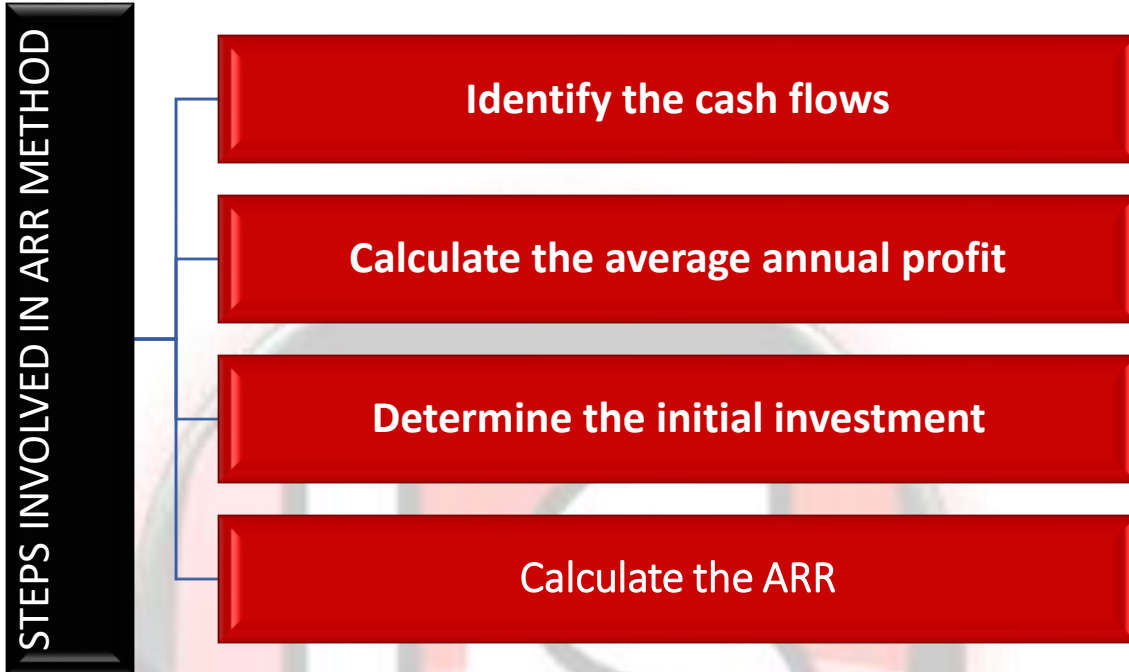 STEPS INVOLVED IN ARR METHOD
Identify the cash flows
Calculate the average annual profit
Determine the initial investment
Calculate the ARR